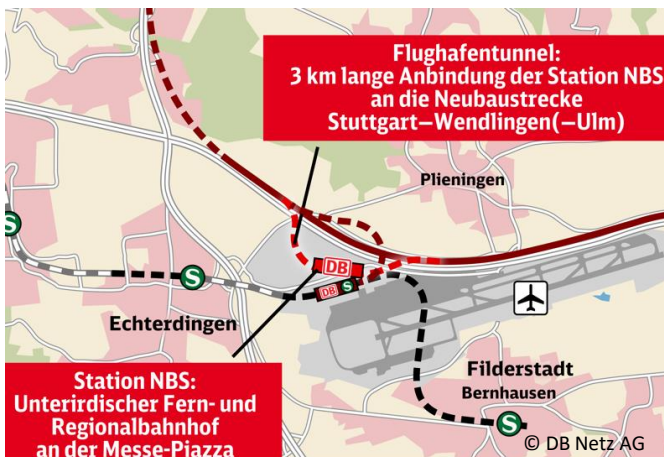 Flughafentunnel:
3 km lange Anbindung der Station NBS
an die Neubaustrecke
Stuttgart–Wendlingen(–Ulm)
Plieningen
S
S
DB
DB S
Echterdingen
Filderstadt
Bernhausen
S
Station NBS:
Unterirdischer Fern- und
Regionalbahnhof
an der Messe-Piazza
© DB Netz AG